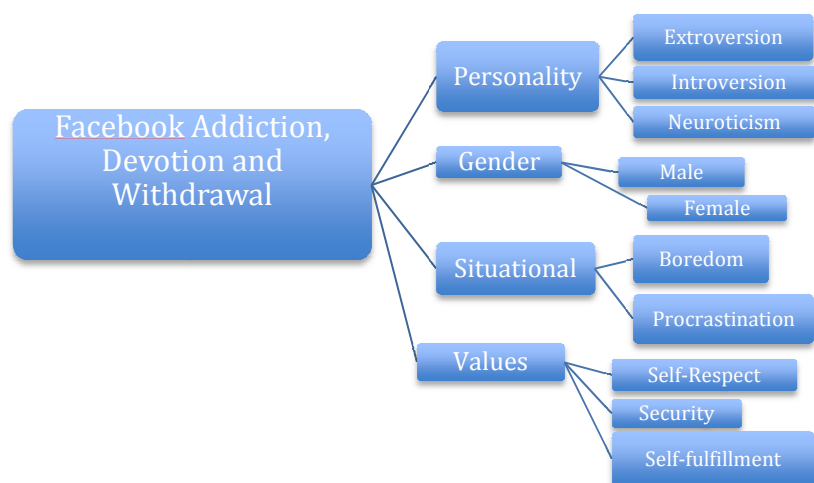 Facebook Addiction,
Devotion and
Withdrawal
Personality
Extroversion
Introversion
Neuroticism
Gender
Male
Female
Situational
Boredom
Procrastination
Values
Self-Respect
Security
Self-fulfillment